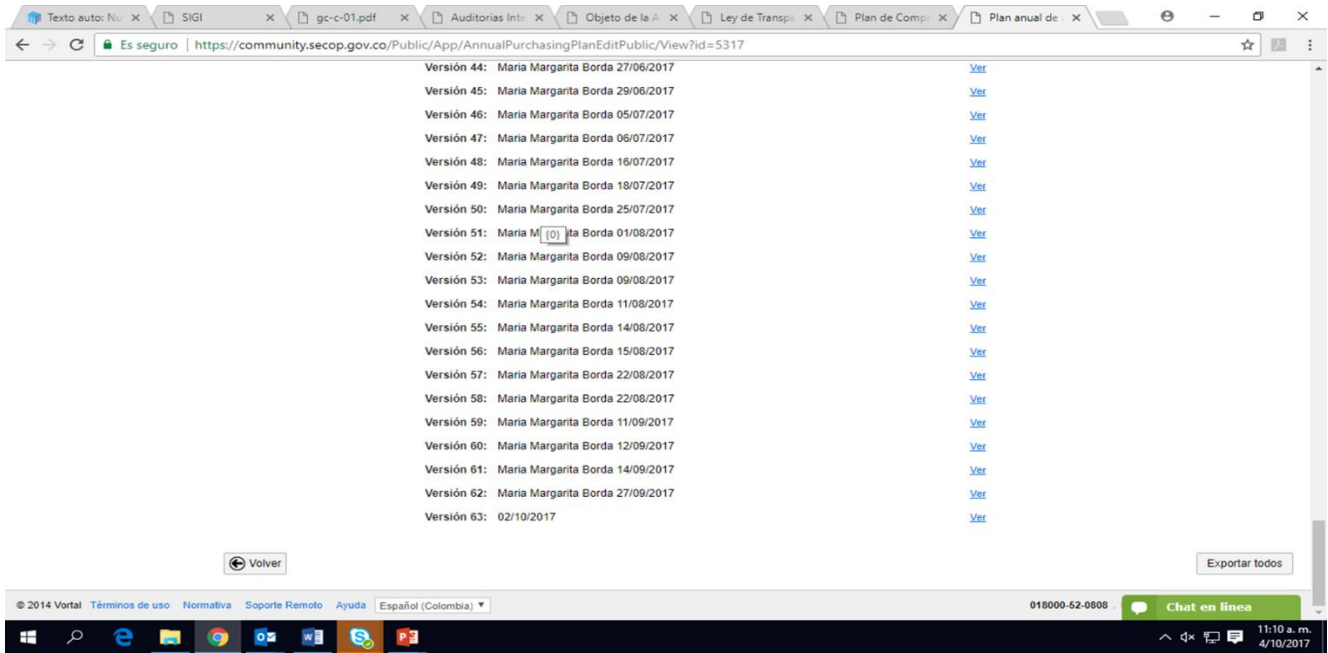 Texto auto: Nu
SIGI
gc-c-01.pdf
Auditorias Inte
Objeto de la A
Ley de Transpa
Plan de Compr
Plan anual de
Es seguro | https://community.secop.gov.co/Public/App/AnnualPurchasingPlanEditPublic/View?id=5317
Versión 44: Maria Margarita Borda 27/06/2017 Ver
Versión 45: Maria Margarita Borda 29/06/2017 Ver
Versión 46: Maria Margarita Borda 05/07/2017 Ver
Versión 47: Maria Margarita Borda 06/07/2017 Ver
Versión 48: Maria Margarita Borda 16/07/2017 Ver
Versión 49: Maria Margarita Borda 18/07/2017 Ver
Versión 50: Maria Margarita Borda 25/07/2017 Ver
Versión 51: Maria M {0} ita Borda 01/08/2017 Ver
Versión 52: Maria Margarita Borda 09/08/2017 Ver
Versión 53: Maria Margarita Borda 09/08/2017 Ver
Versión 54: Maria Margarita Borda 11/08/2017 Ver
Versión 55: Maria Margarita Borda 14/08/2017 Ver
Versión 56: Maria Margarita Borda 15/08/2017 Ver
Versión 57: Maria Margarita Borda 22/08/2017 Ver
Versión 58: Maria Margarita Borda 22/08/2017 Ver
Versión 59: Maria Margarita Borda 11/09/2017 Ver
Versión 60: Maria Margarita Borda 12/09/2017 Ver
Versión 61: Maria Margarita Borda 14/09/2017 Ver
Versión 62: Maria Margarita Borda 27/09/2017 Ver
Versión 63: 02/10/2017 Ver
Volver
Exportar todos
© 2014 Vortal Términos de uso Normativa Soporte Remoto Ayuda Español (Colombia) 018000-52-0808 Chat en linea
11:10 a. m.
4/10/2017